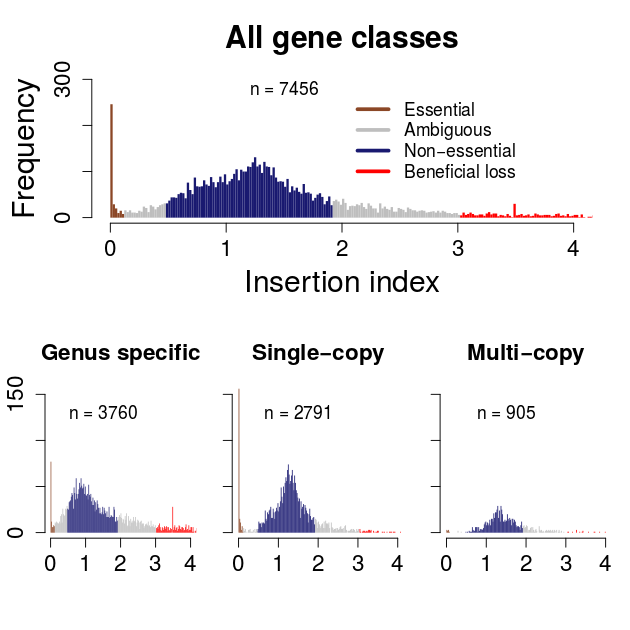 All gene classes
Frequency
300
0
n = 7456
Essential
Ambiguous
Non−essential
Beneficial loss
0 1 2 3 4
Insertion index
Genus specific Single−copy Multi−copy
150
0
n = 3760 n = 2791 n = 905
0 1 2 3 4 0 1 2 3 4 0 1 2 3 4